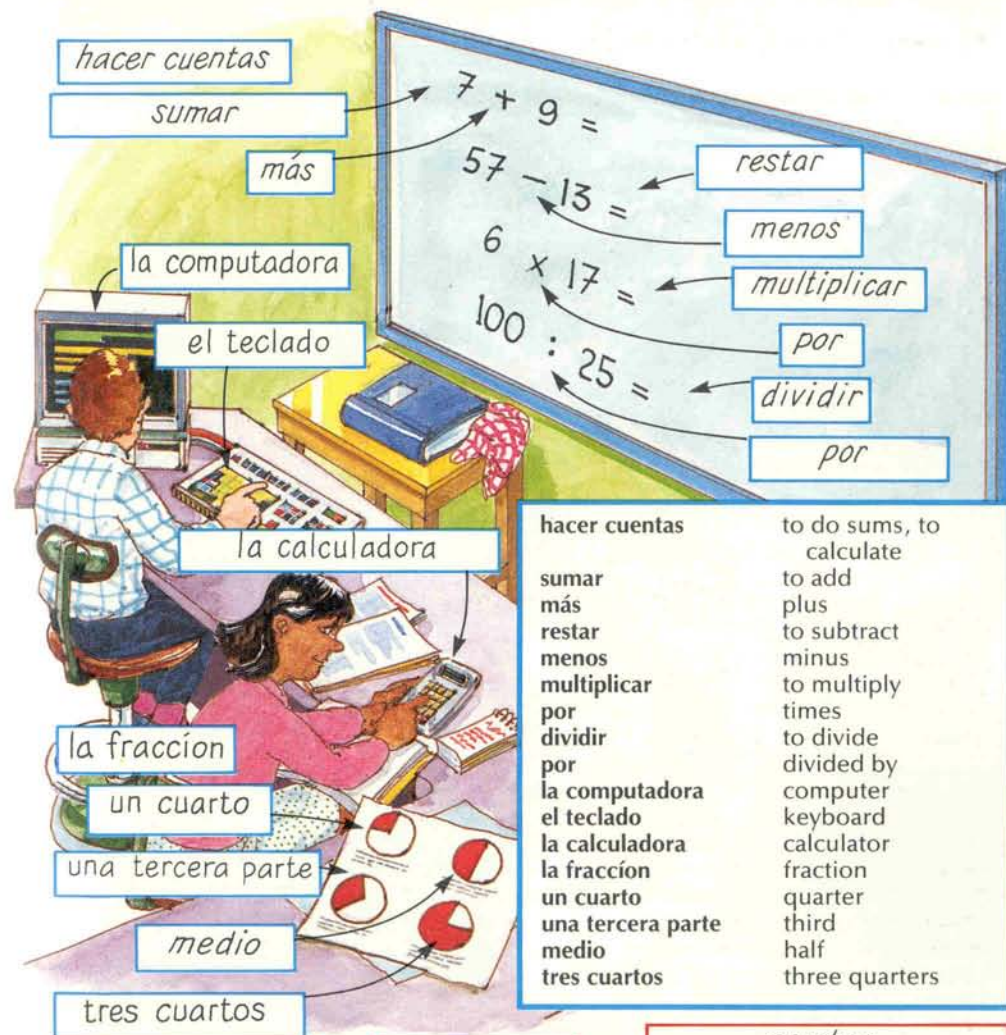 hacer cuentas
sumar
más
7 + 9 =
57 – 13 =
6 x 17 =
100 : 25 =
restar
menos
multiplicar
por
dividir
por
la computadora
el teclado
la calculadora
la fraccíon
un cuarto
una tercera parte
medio
tres cuartos
hacer cuentas to do sums, to
calculate
sumar to add
más plus
restar to subtract
menos minus
multiplicar to multiply
por times
dividir to divide
por divided by
la computadora computer
el teclado keyboard
la calculadora calculator
la fraccíon fraction
un cuarto quarter
una tercera parte third
medio half
tres cuartos three quarters